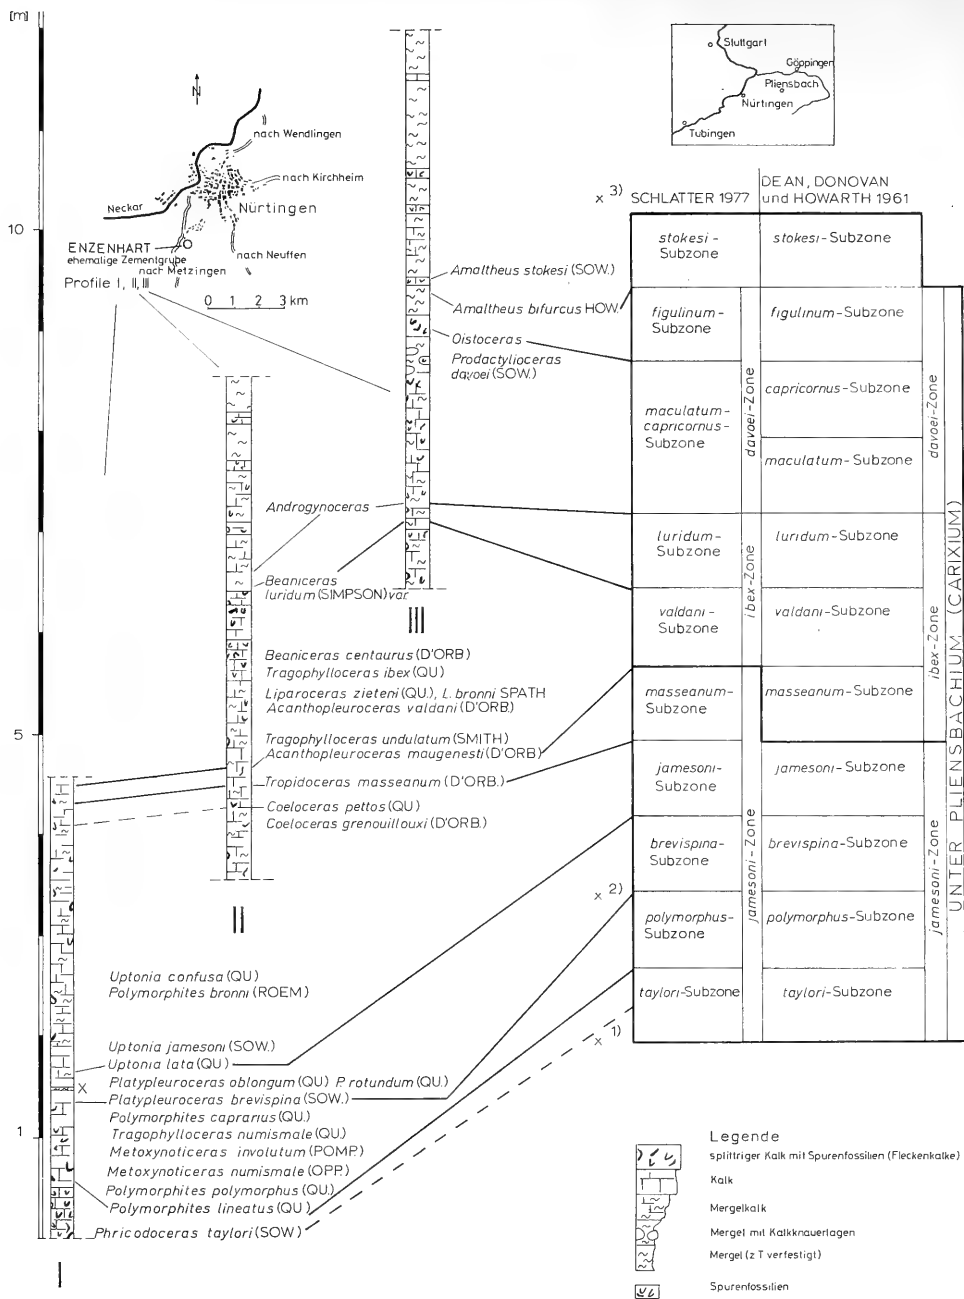 [m]
10
5
1
N
nach Wendlingen
nach Kirchheim
Neckar
Nürtingen
ENZENHART
ehemalige Zementgrube
nach Metzingen
nach Neuffen
Profile I, II, III
0 1 2 3 km
Stuttgart
Göppingen
Pliensbach
Nürtingen
Tübingen
Amaltheus stokesi (SOW.)
Amaltheus bifurcus HOW.
Oistoceras
Prodactylioceras
davoei (SOW.)
Androgynoceras
Beaniceras
luridum (SIMPSON) var.
III
Beaniceras centaurus (D'ORB)
Tragophylloceras ibex (QU)
Liparoceras zieteni (QU.), L. bronni SPATH
Acanthopleuroceras valdani (D'ORB.)
Tragophylloceras undulatum (SMITH)
Acanthopleuroceras maugenesti (D'ORB)
Tropidoceras masseanum (D'ORB.)
Coeloceras pettos (QU)
Coeloceras grenouillouxi (D'ORB.)
II
Uptonia confusa (QU)
Polymorphites bronni (ROEM)
Uptonia jamesoni (SOW.)
Uptonia lata (QU)
x
Platypleuroceras oblongum (QU) P. rotundum (QU.)
Platypleuroceras brevispina (SOW.)
Polymorphites caprarius (QU.)
Tragophylloceras numismale (QU.)
Metoxynoticeras involutum (POMP.)
Metoxynoticeras numismale (OPP.)
Polymorphites polymorphus (QU.)
Polymorphites lineatus (QU)
Phricodoceras taylori (SOW)
I
x 3)
SCHLATTER 1977
DEAN, DONOVAN
und HOWARTH 1961
stokesi-
Subzone
stokesi-Subzone
figulinum-
Subzone
figulinum-Subzone
maculatum-
capricornus-
Subzone
capricornus-Subzone
maculatum-Subzone
davoei-Zone
davoei-Zone
luridum-
Subzone
luridum-Subzone
valdani-
Subzone
valdani-Subzone
ibex-Zone
ibex-Zone
masseanum-
Subzone
masseanum-Subzone
jamesoni-
Subzone
jamesoni-Subzone
brevispina-
Subzone
brevispina-Subzone
x 2)
polymorphus-
Subzone
polymorphus-Subzone
taylori-Subzone
taylori-Subzone
x 1)
jamesoni-Zone
jamesoni-Zone
UNTER PLIENSBACHIUM (CARIXIUM)
Legende
splittriger Kalk mit Spurenfossilien (Fleckenkalke)
Kalk
Mergelkalk
Mergel mit Kalkknauerlagen
Mergel (z T verfestigt)
Spurenfossilien